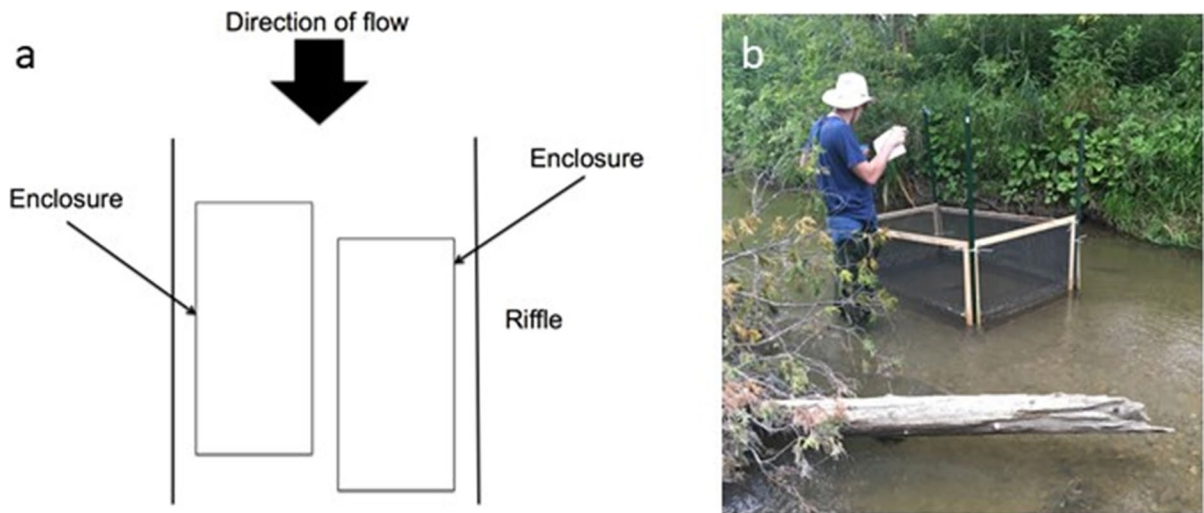 a
Direction of flow
Enclosure
Enclosure
Riffle
b